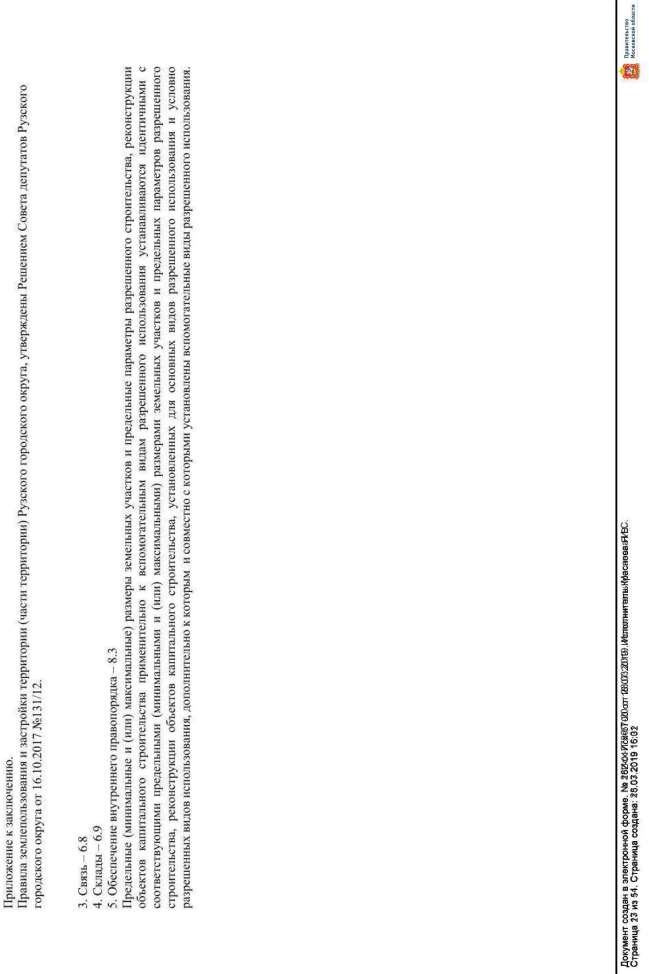 Приложение к заключению.
Правила землепользования и застройки территории (части территории) Рузского городского округа, утверждены Решением Совета депутатов Рузского
городского округа от 16.10.2017 №131/12.
3. Связь – 6.8
4. Склады – 6.9
5. Обеспечение внутреннего правопорядка – 8.3
Предельные (минимальные и (или) максимальные) размеры земельных участков и предельные параметры разрешенного строительства, реконструкции
объектов капитального строительства применительно к вспомогательным видам разрешенного использования устанавливаются идентичными с
соответствующими предельными (минимальными и (или) максимальными) размерами земельных участков и предельных параметров разрешенного
строительства, реконструкции объектов капитального строительства, установленных для основных видов разрешенного использования и условно
разрешенных видов использования, дополнительно к которым и совместно с которыми установлены вспомогательные виды разрешенного использования.
Документ создан в электронной форме. №
Страница 23 из 54. Страница создана: 28.03.2019 16:02
Правительство
Московской области